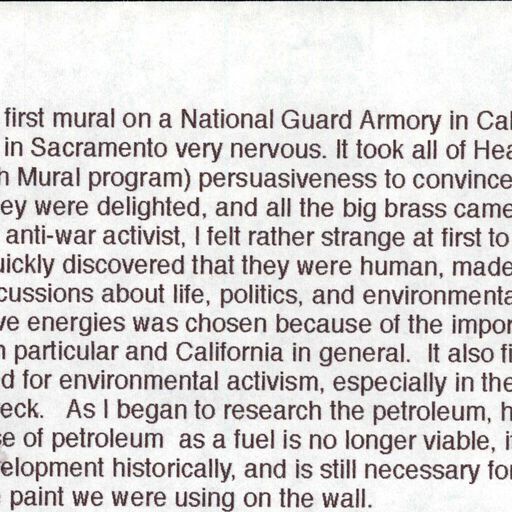 first mural on a National Guard Armory in Cal
in Sacramento very nervous. It took all of Hea
h Mural program) persuasiveness to convince
ey were delighted, and all the big brass came
anti-war activist, I felt rather strange at first to
uickly discovered that they were human, made
cussions about life, politics, and environmenta
ve energies was chosen because of the impor
n particular and California in general.  It also fi
d for environmental activism, especially in the
eck.   As I began to research the petroleum, h
se of petroleum  as a fuel is no longer viable, i
elopment historically, and is still necessary for
paint we were using on the wall.